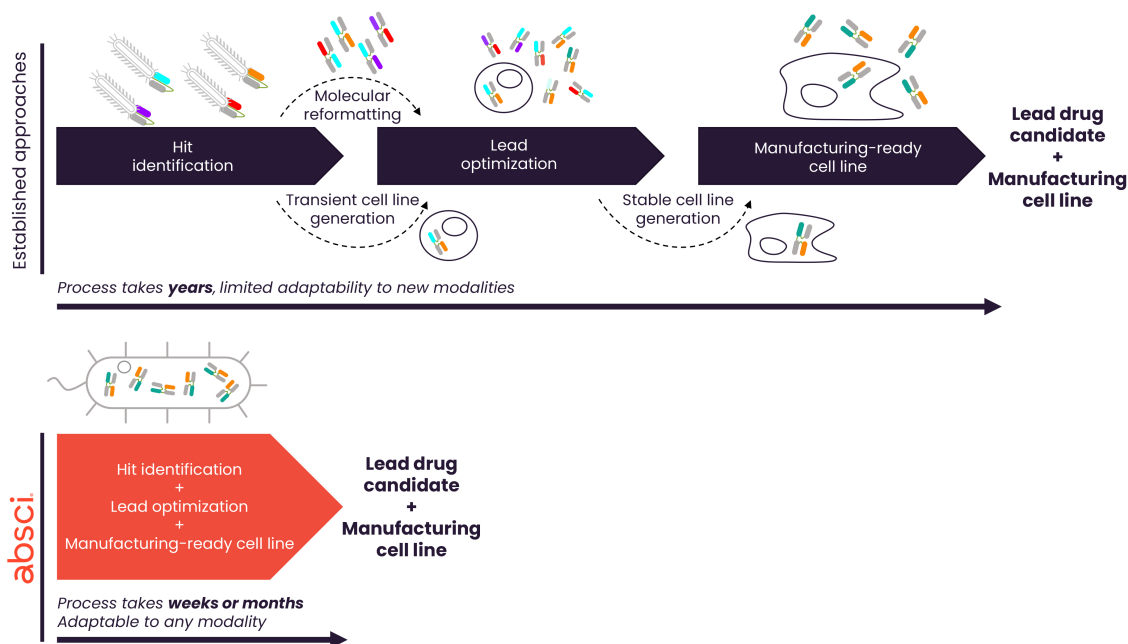 Established approaches
Molecular
reformatting
Hit
identification
Lead
optimization
Manufacturing-ready
cell line
Lead drug
candidate
+
Manufacturing
cell line
Transient cell line
generation
Stable cell line
generation
Process takes years, limited adaptability to new modalities
absci
Hit identification
+
Lead optimization
+
Manufacturing-ready cell line
Lead drug
candidate
+
Manufacturing
cell line
Process takes weeks or months
Adaptable to any modality